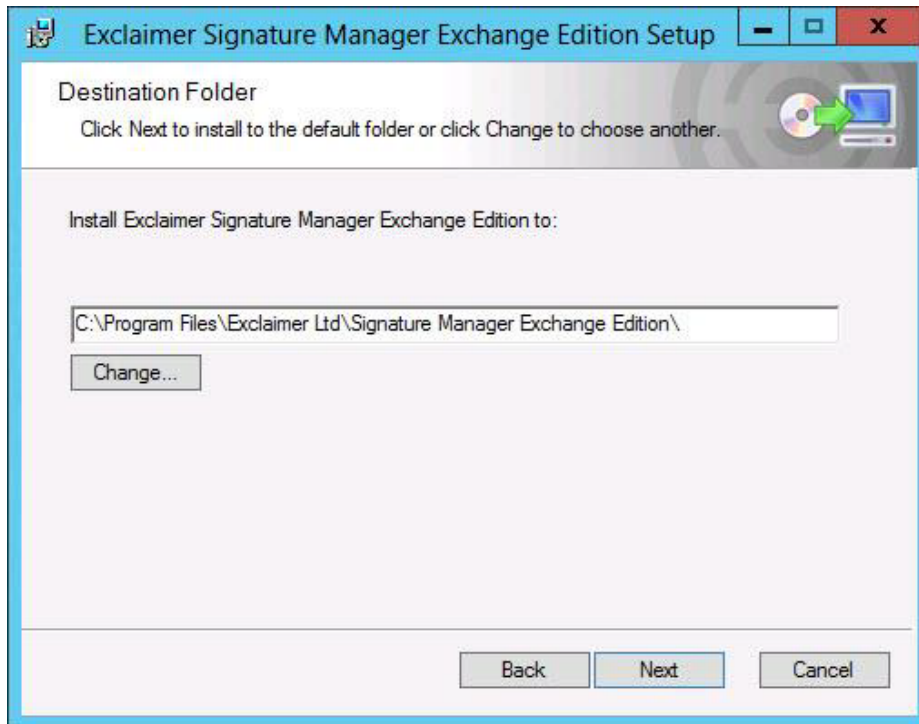 Exclaimer Signature Manager Exchange Edition Setup
Destination Folder
Click Next to install to the default folder or click Change to choose another.
Install Exclaimer Signature Manager Exchange Edition to:
C:\Program Files\Exclaimer Ltd\Signature Manager Exchange Edition\
Change...
Back Next Cancel